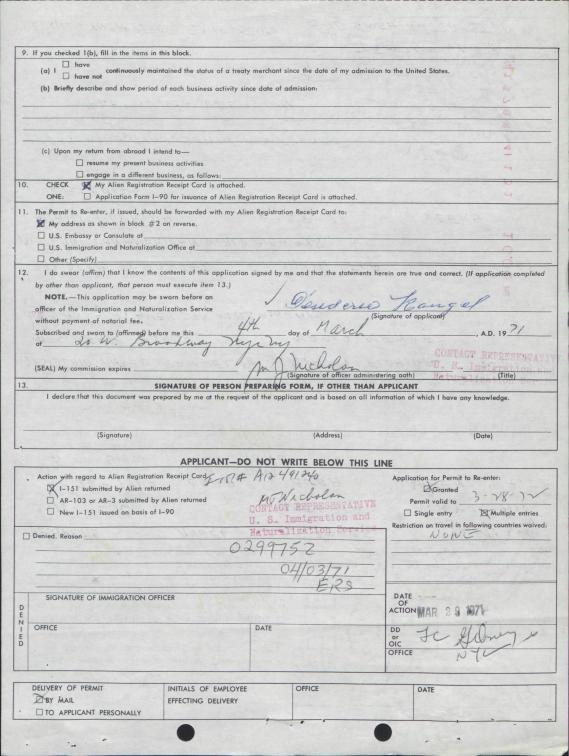 9. If you checked 1(b), fill in the items in this block.
☐ have
(a) I continuously maintained the status of a treaty merchant since the date of my admission to the United States.
☐ have not
(b) Briefly describe and show period of each business activity since date of admission:
(c) Upon my return from abroad I intend to—
☐ resume my present business activities
☐ engage in a different business, as follows:
10. CHECK ☒ My Alien Registration Receipt Card is attached.
ONE: ☐ Application Form I-90 for issuance of Alien Registration Receipt Card is attached.
11. The Permit to Re-enter, if issued, should be forwarded with my Alien Registration Receipt Card to:
☒ My address as shown in block #2 on reverse.
☐ U.S. Embassy or Consulate at
☐ U.S. Immigration and Naturalization Office at
☐ Other (Specify)
12. I do swear (affirm) that I know the contents of this application signed by me and that the statements herein are true and correct. (If application completed
by other than applicant, that person must execute item 13.)
NOTE.—This application may be sworn before an
officer of the Immigration and Naturalization Service
without payment of notarial fee.
Rangel
(Signature of applicant)
Subscribed and sworn to (affirmed) before me this 4th day of March, A.D. 19 71
at 20 W. Broadway
CONTACT REPRESENTATIVE
U. S. Immigration and
Naturalization
(SEAL) My commission expires M Nicholan
(Signature of officer administering oath) (Title)
13. SIGNATURE OF PERSON PREPARING FORM, IF OTHER THAN APPLICANT
I declare that this document was prepared by me at the request of the applicant and is based on all information of which I have any knowledge.
(Signature) (Address) (Date)
APPLICANT—DO NOT WRITE BELOW THIS LINE
Action with regard to Alien Registration Receipt Card A12 491240
☒ I-151 submitted by Alien returned
☐ AR-103 or AR-3 submitted by Alien returned
☐ New I-151 issued on basis of I-90
M Nicholan
CONTACT REPRESENTATIVE
U. S. Immigration and
Naturalization Service
Application for Permit to Re-enter:
☒ Granted
Permit valid to 3-28-72
☐ Single entry ☒ Multiple entries
Restriction on travel in following countries waived:
NONE
☐ Denied. Reason
0299752
04/03/71
ERS
DENIED
SIGNATURE OF IMMIGRATION OFFICER
OFFICE DATE
DATE OF ACTION MAR 29 1971
DD or OIC
OFFICE NYC
DELIVERY OF PERMIT
☒ BY MAIL
☐ TO APPLICANT PERSONALLY
INITIALS OF EMPLOYEE
EFFECTING DELIVERY
OFFICE
DATE